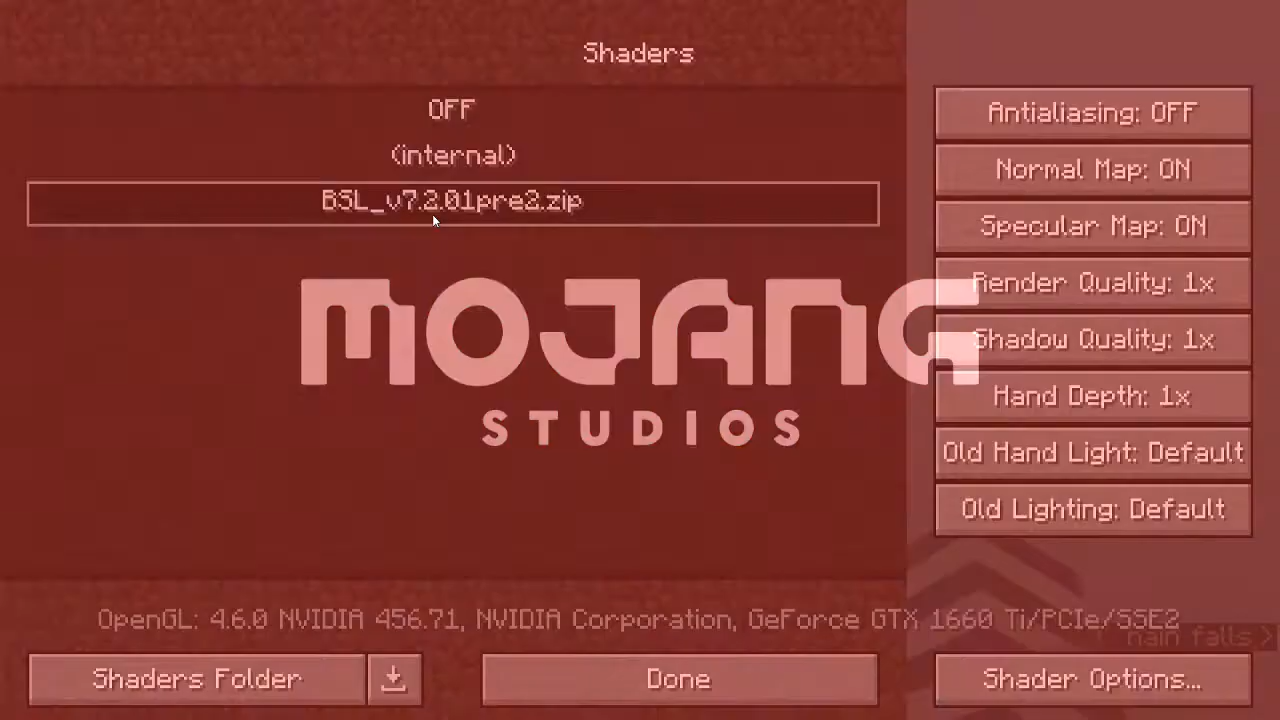 Shaders
OFF
(internal)
BSL_v7.2.01pre2.zip
MOJANG
STUDIOS
Antialiasing: OFF
Normal Map: ON
Specular Map: ON
Render Quality: 1x
Shadow Quality: 1x
Hand Depth: 1x
Old Hand Light: Default
Old Lighting: Default
OpenGL: 4.6.0 NVIDIA 456.71, NVIDIA Corporation, GeForce GTX 1660 Ti/PCIe/SSE2
falls >
Shaders Folder
Done
Shader Options...